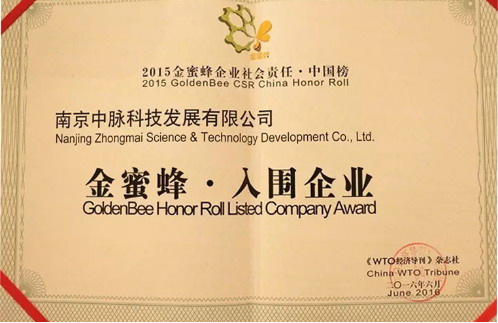 金蜜蜂
2015金蜜蜂企业社会责任·中国榜
2015 GoldenBee CSR China Honor Roll
南京中脉科技发展有限公司
Nanjing Zhongmai Science & Technology Development Co., Ltd.
金蜜蜂·入围企业
GoldenBee Honor Roll Listed Company Award
《WTO经济导刊》杂志社
China WTO Tribune
二〇一六年六月
June 2016